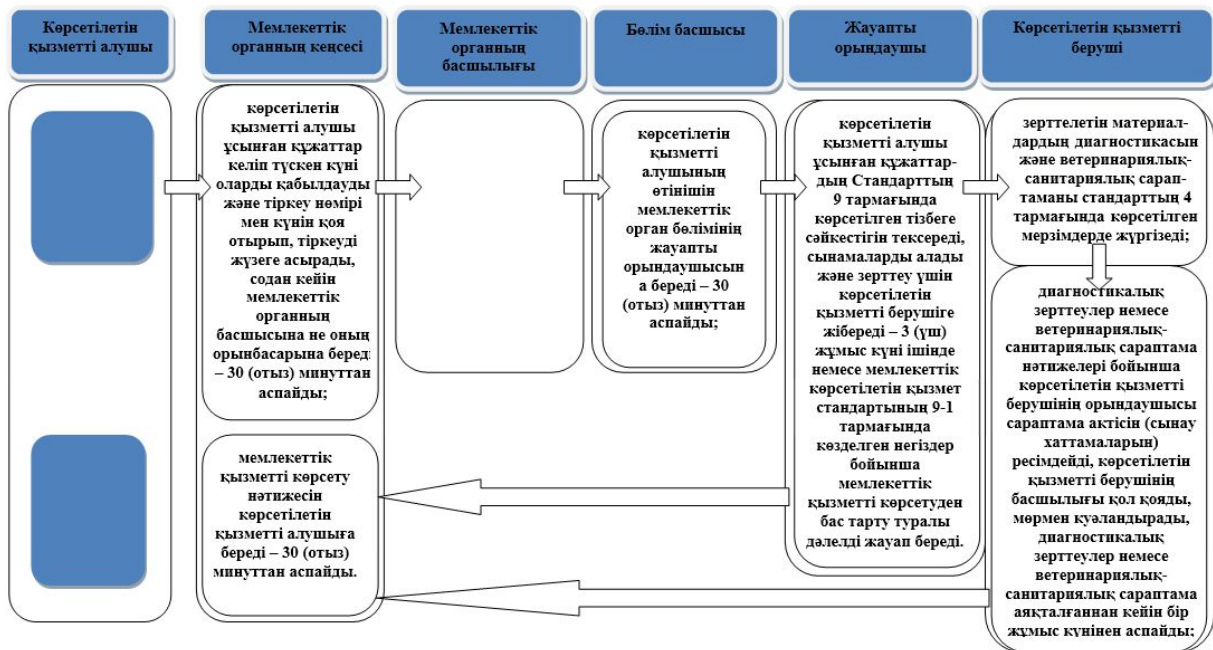 Көрсетілетін
қызметті алушы
Мемлекеттік
органның кеңсесі
Мемлекеттік
органның
басшылығы
Бөлім басшысы
Жауапты
орындаушы
Көрсетілетін қызметті
беруші
көрсетілетін
қызметті алушы
ұсынған құжаттар
келіп түскен күні
оларды қабылдауды
және тіркеу нөмірі
мен күнін қоя
отырып, тіркеуді
жүзеге асырады,
содан кейін
мемлекеттік
органның
басшысына не оның
орынбасарына береді
– 30 (отыз) минуттан
аспайды;
көрсетілетін
қызметті
алушының
өтінішін
мемлекеттік
орган бөлімінің
жауапты
орындаушысын
а береді – 30
(отыз) минуттан
аспайды;
көрсетілетін
қызметті алушы
ұсынған құжаттар-
дың Стандарттың
9 тармағында
көрсетілген тізбеге
сәйкестігін тексереді,
сынамаларды алады
және зерттеу үшін
көрсетілетін
қызметті берушіге
жібереді – 3 (үш)
жұмыс күні ішінде
немесе мемлекеттік
көрсетілетін қызмет
стандартының 9-1
тармағында
көзделген негіздер
бойынша
мемлекеттік
қызметті көрсетуден
бас тарту туралы
дәлелді жауап береді.
зерттелетін материал-
дардың диагностикасын
және ветеринариялық-
санитариялық сарап-
таманы стандарттың 4
тармағында көрсетілген
мерзімдерде жүргізеді;
диагностикалық
зерттеулер немесе
ветеринариялық-
санитариялық сараптама
нәтижелері бойынша
көрсетілетін қызметті
берушінің орындаушысы
сараптама актісін (сынау
хаттамаларын)
ресімдейді, көрсетілетін
қызметті берушінің
басшылығы қол қояды,
мөрмен куәландырады,
диагностикалық
зерттеулер немесе
ветеринариялық-
санитариялық сараптама
аяқталғаннан кейін бір
жұмыс күнінен аспайды;
мемлекеттік
қызметті көрсету
нәтижесін
көрсетілетін
қызметті алушыға
береді – 30 (отыз)
минуттан аспайды.